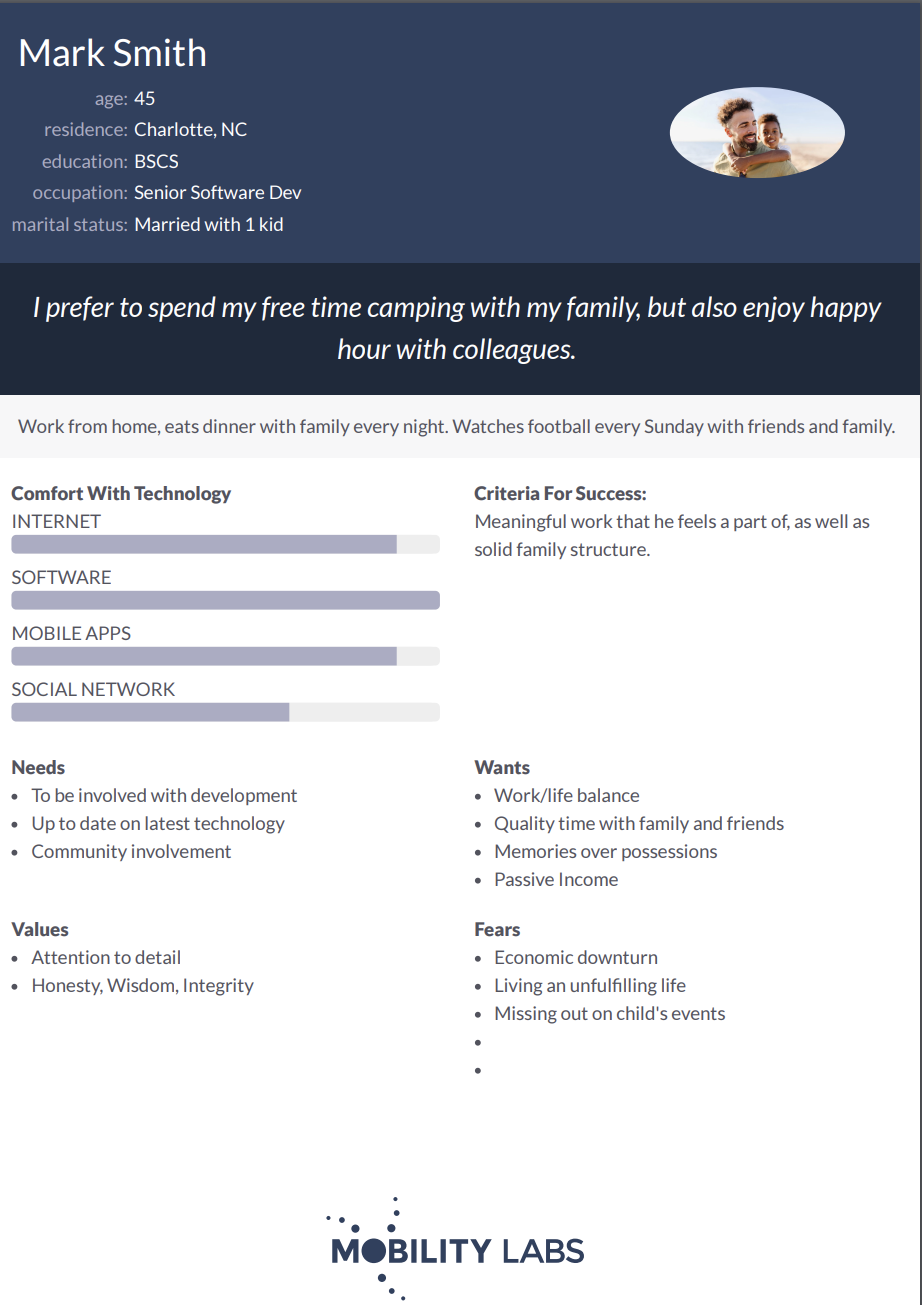 Mark Smith
age: 45
residence: Charlotte, NC
education: BSCS
occupation: Senior Software Dev
marital status: Married with 1 kid
I prefer to spend my free time camping with my family, but also enjoy happy
hour with colleagues.
Work from home, eats dinner with family every night. Watches football every Sunday with friends and family.
Comfort With Technology
INTERNET
SOFTWARE
MOBILE APPS
SOCIAL NETWORK
Criteria For Success:
Meaningful work that he feels a part of, as well as
solid family structure.
Needs
• To be involved with development
• Up to date on latest technology
• Community involvement
Wants
• Work/life balance
• Quality time with family and friends
• Memories over possessions
• Passive Income
Values
• Attention to detail
• Honesty, Wisdom, Integrity
Fears
• Economic downturn
• Living an unfulfilling life
• Missing out on child's events
•
•
MOBILITY LABS